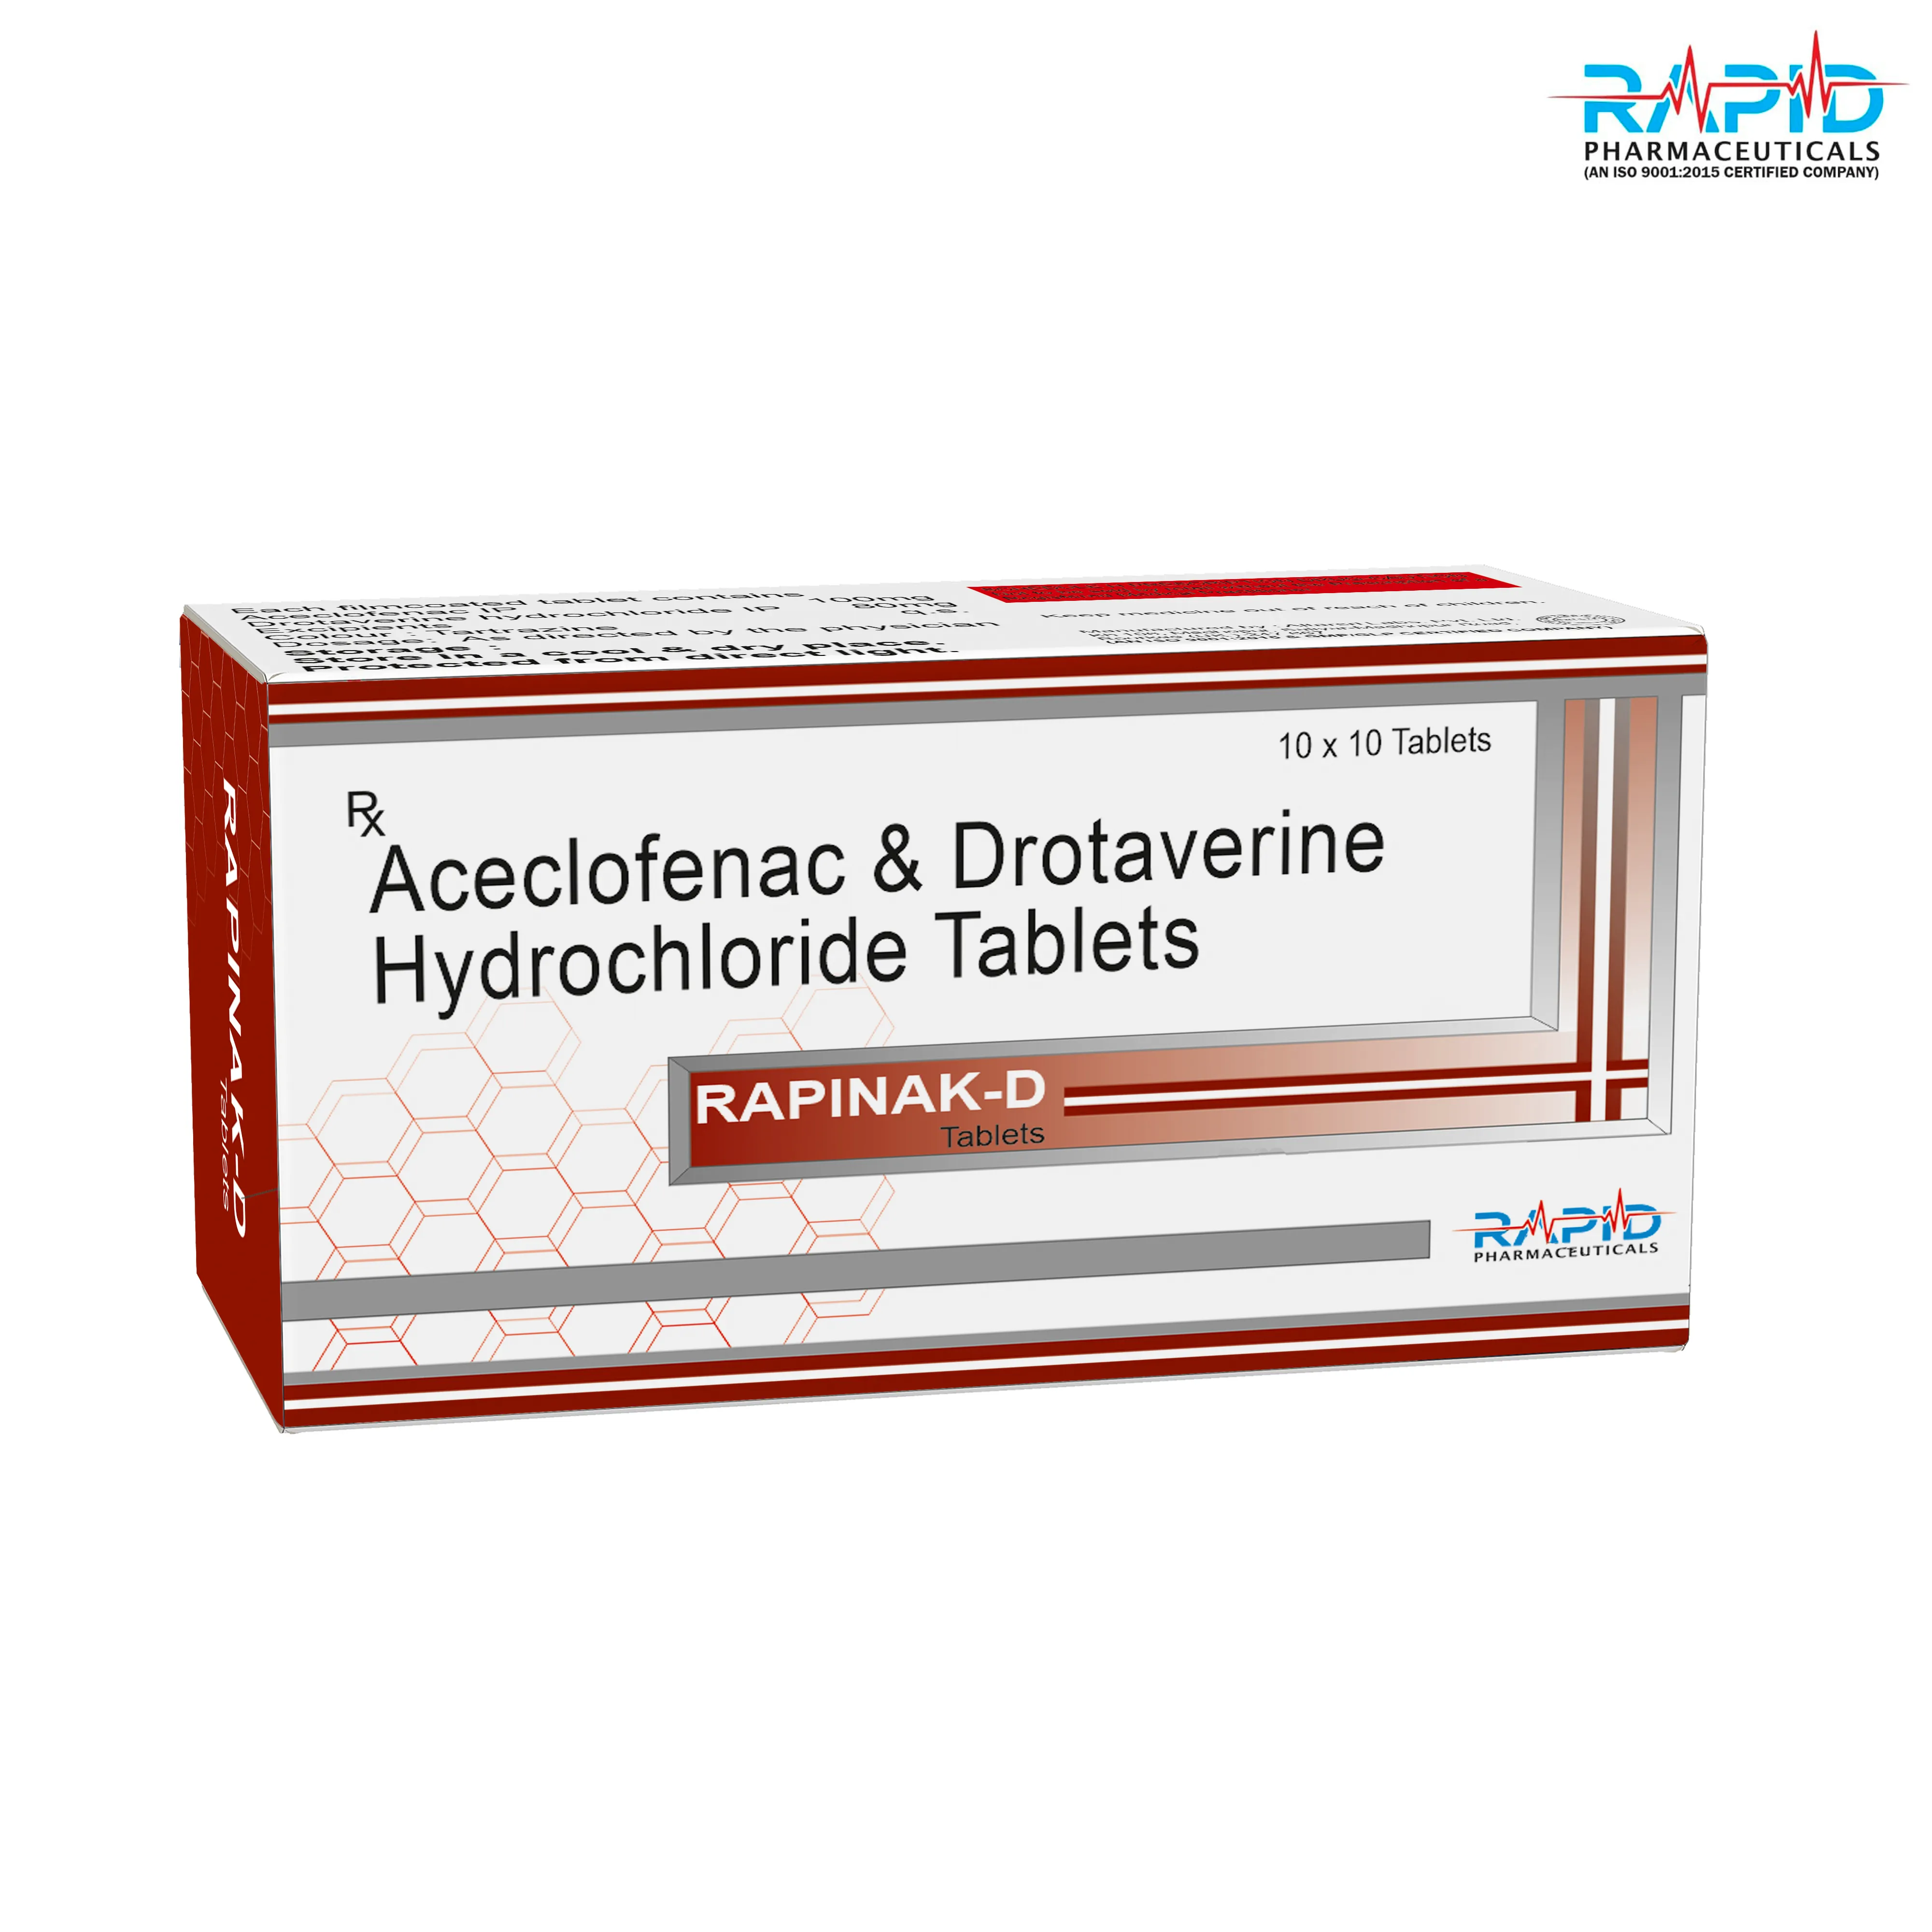 RAPID
PHARMACEUTICALS
(AN ISO 9001:2015 CERTIFIED COMPANY)
Each filmcoated tablet contains
Aceclofenac IP 100mg
Drotaverine hydrochloride IP 80mg
Excipients q.s.
Colour : Tartrazine
Dosage : As directed by the physician
Storage :
Store in a cool & dry place.
Protected from direct light.
Keep medicine out of reach of children.
Manufactured by :
10 x 10 Tablets
Rx
Aceclofenac & Drotaverine
Hydrochloride Tablets
RAPINAK-D
Tablets
RAPID
PHARMACEUTICALS
RAPINAK-D
Tablets